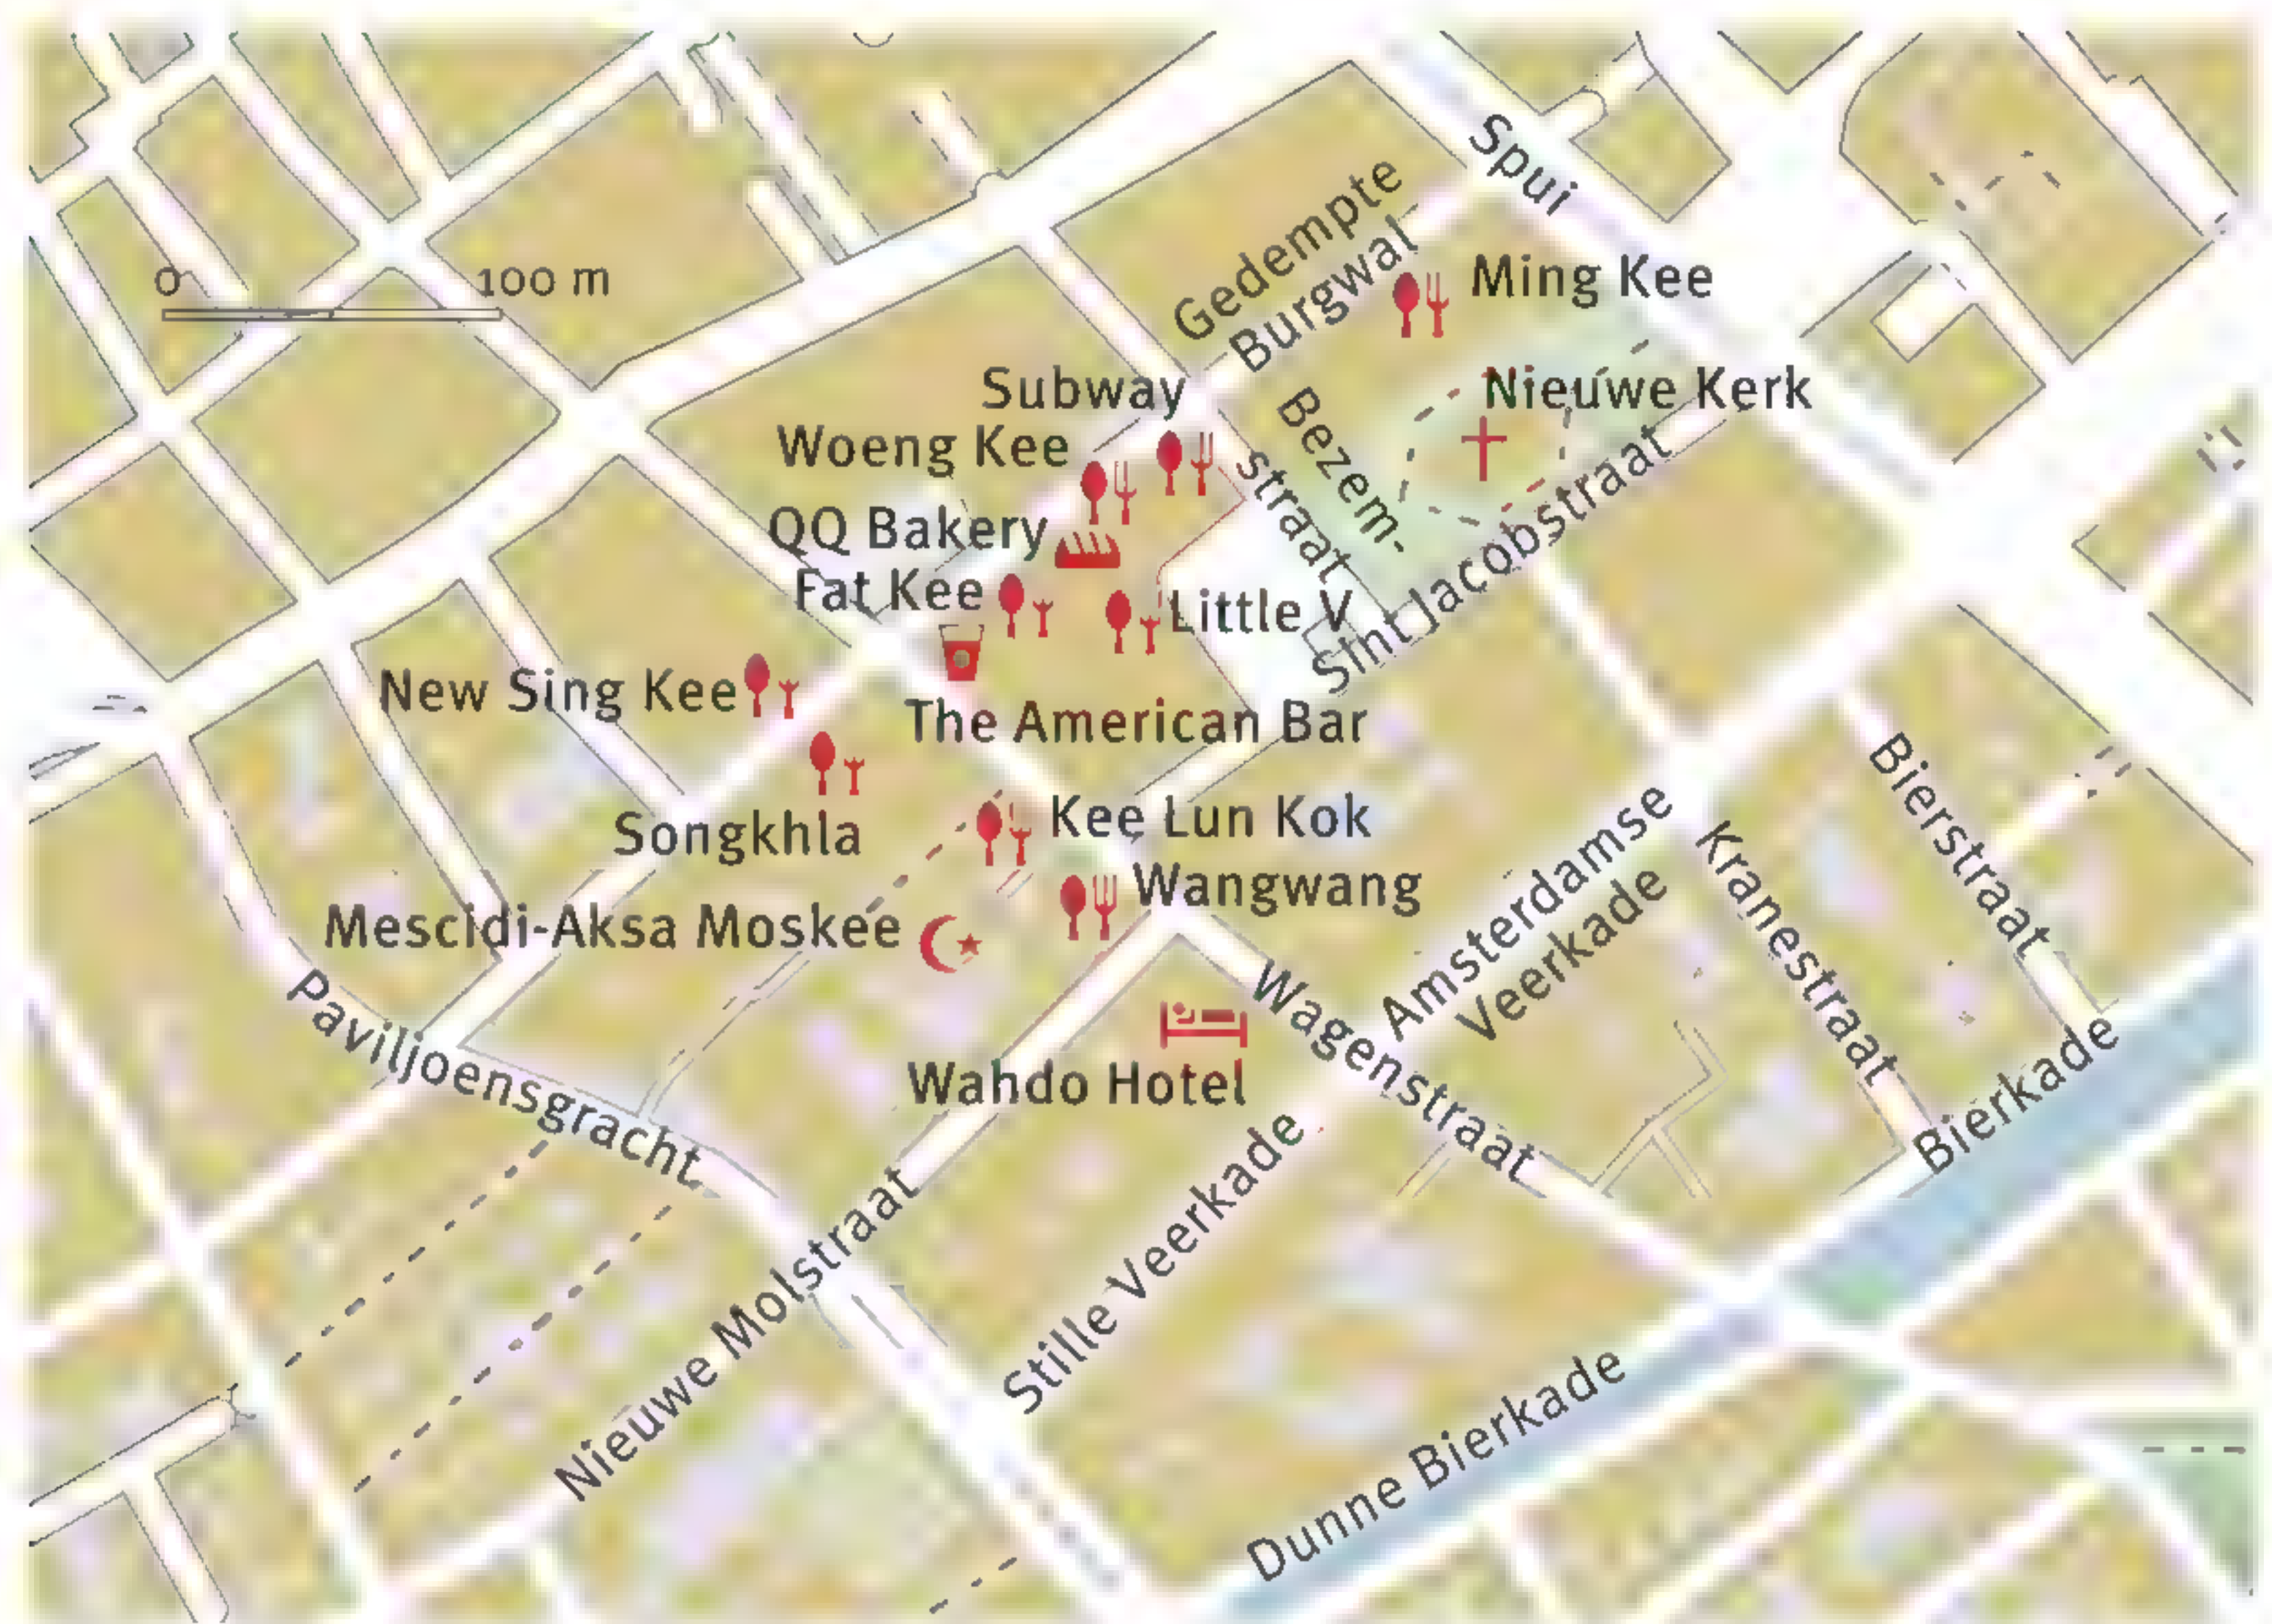 Spui
Gedempte
Burgwal
0
100 m
Ming Kee
Subway
Nieuwe Kerk
Woeng Kee
Bezem-
straat
QQ Bakery
Sint Jacobstraat
Fat Kee
Little V
New Sing Kee
The American Bar
Songkhla
Kee Lun Kok
Bierstraat
Wangwang
Amsterdamse
Veerkade
Kranestraat
Mescidi-Aksa Moskee
Paviljoensgracht
Wagenstraat
Wahdo Hotel
Bierkade
Stille Veerkade
Nieuwe Molstraat
Dunne Bierkade